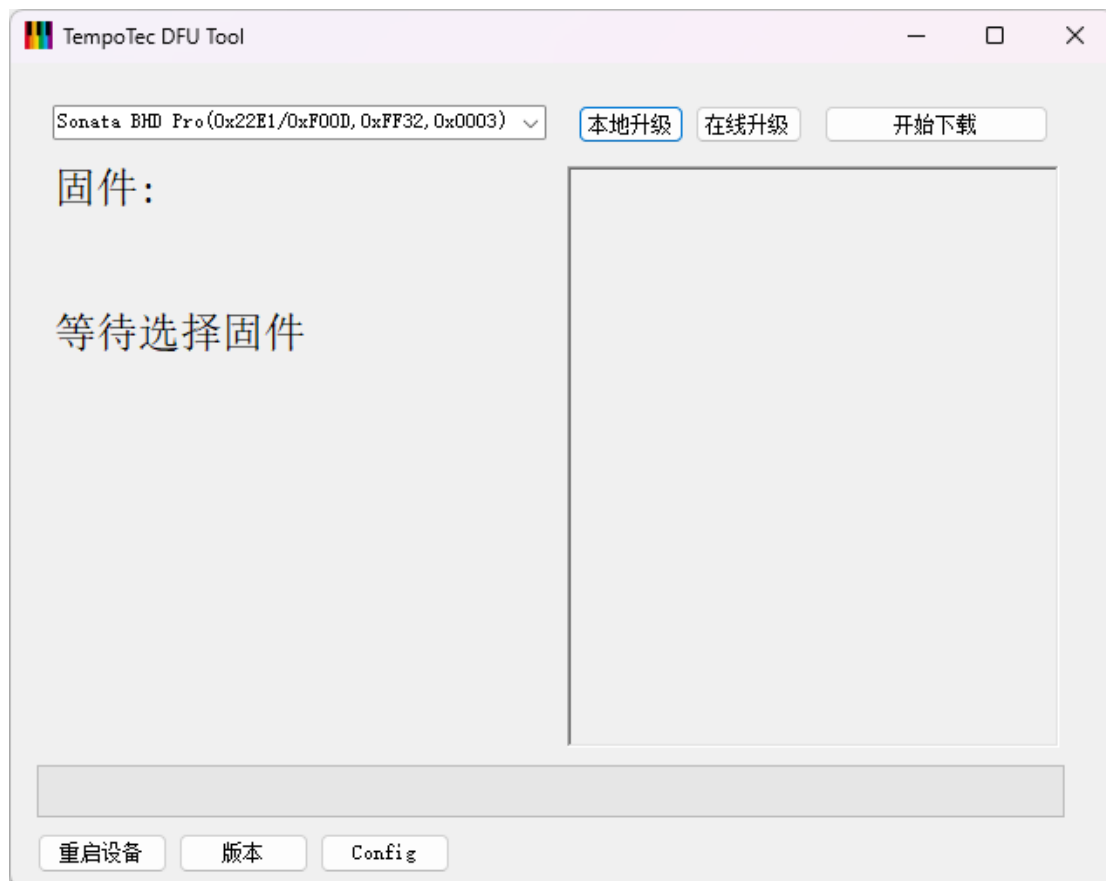 TempoTec DFU Tool
Sonata BHD Pro(0x22E1/0xF00D,0xFF32,0x0003)
本地升级
在线升级
开始下载
固件:
等待选择固件
重启设备
版本
Config